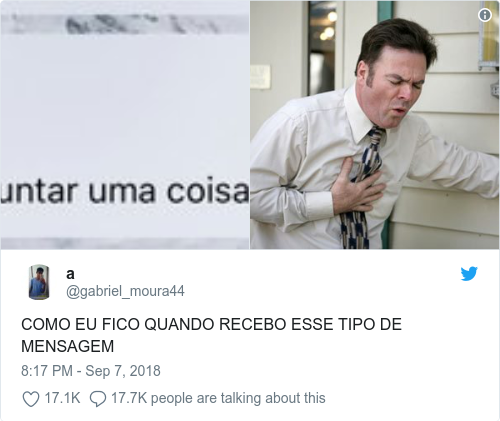 untar uma coisa
a
@gabriel_moura44
COMO EU FICO QUANDO RECEBO ESSE TIPO DE
MENSAGEM
8:17 PM - Sep 7, 2018
17.1K 17.7K people are talking about this